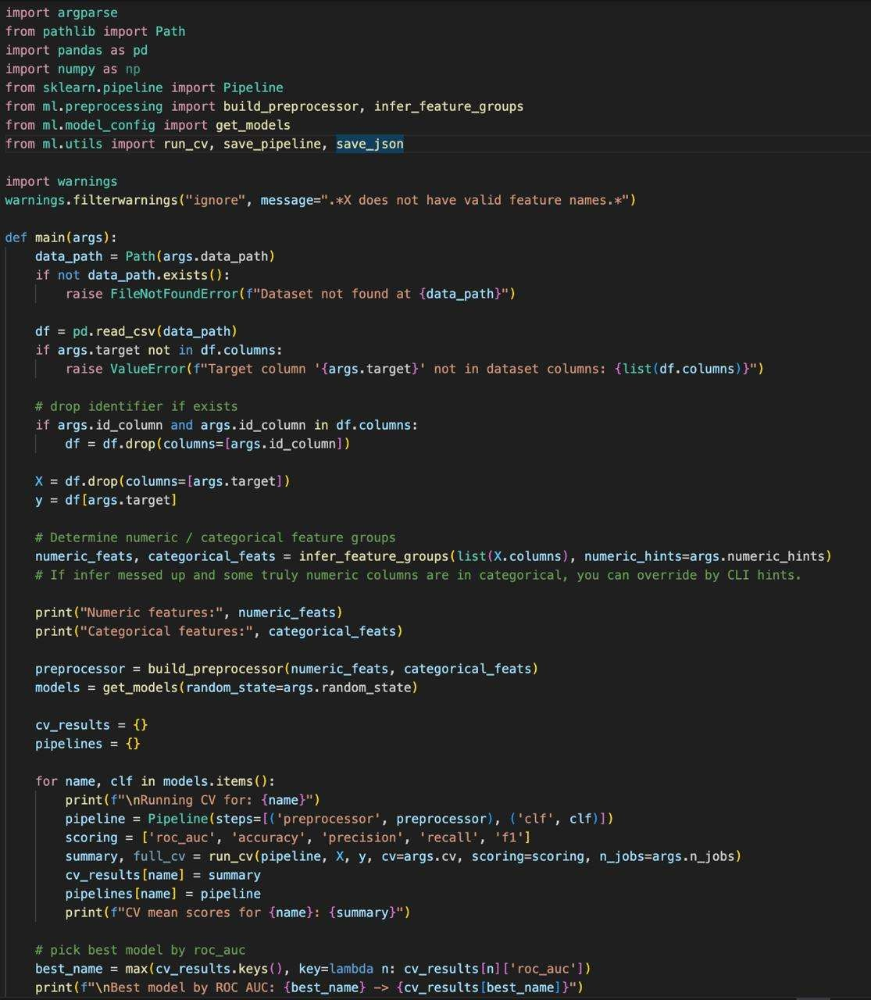 import argparse
from pathlib import Path
import pandas as pd
import numpy as np
from sklearn.pipeline import Pipeline
from ml.preprocessing import build_preprocessor, infer_feature_groups
from ml.model_config import get_models
from ml.utils import run_cv, save_pipeline, save_json

import warnings
warnings.filterwarnings("ignore", message=".*X does not have valid feature names.*")

def main(args):
    data_path = Path(args.data_path)
    if not data_path.exists():
        raise FileNotFoundError(f"Dataset not found at {data_path}")

    df = pd.read_csv(data_path)
    if args.target not in df.columns:
        raise ValueError(f"Target column '{args.target}' not in dataset columns: {list(df.columns)}")

    # drop identifier if exists
    if args.id_column and args.id_column in df.columns:
        df = df.drop(columns=[args.id_column])

    X = df.drop(columns=[args.target])
    y = df[args.target]

    # Determine numeric / categorical feature groups
    numeric_feats, categorical_feats = infer_feature_groups(list(X.columns), numeric_hints=args.numeric_hints)
    # If infer messed up and some truly numeric columns are in categorical, you can override by CLI hints.

    print("Numeric features:", numeric_feats)
    print("Categorical features:", categorical_feats)

    preprocessor = build_preprocessor(numeric_feats, categorical_feats)
    models = get_models(random_state=args.random_state)

    cv_results = {}
    pipelines = {}

    for name, clf in models.items():
        print(f"\nRunning CV for: {name}")
        pipeline = Pipeline(steps=[('preprocessor', preprocessor), ('clf', clf)])
        scoring = ['roc_auc', 'accuracy', 'precision', 'recall', 'f1']
        summary, full_cv = run_cv(pipeline, X, y, cv=args.cv, scoring=scoring, n_jobs=args.n_jobs)
        cv_results[name] = summary
        pipelines[name] = pipeline
        print(f"CV mean scores for {name}: {summary}")

    # pick best model by roc_auc
    best_name = max(cv_results.keys(), key=lambda n: cv_results[n]['roc_auc'])
    print(f"\nBest model by ROC AUC: {best_name} -> {cv_results[best_name]}")